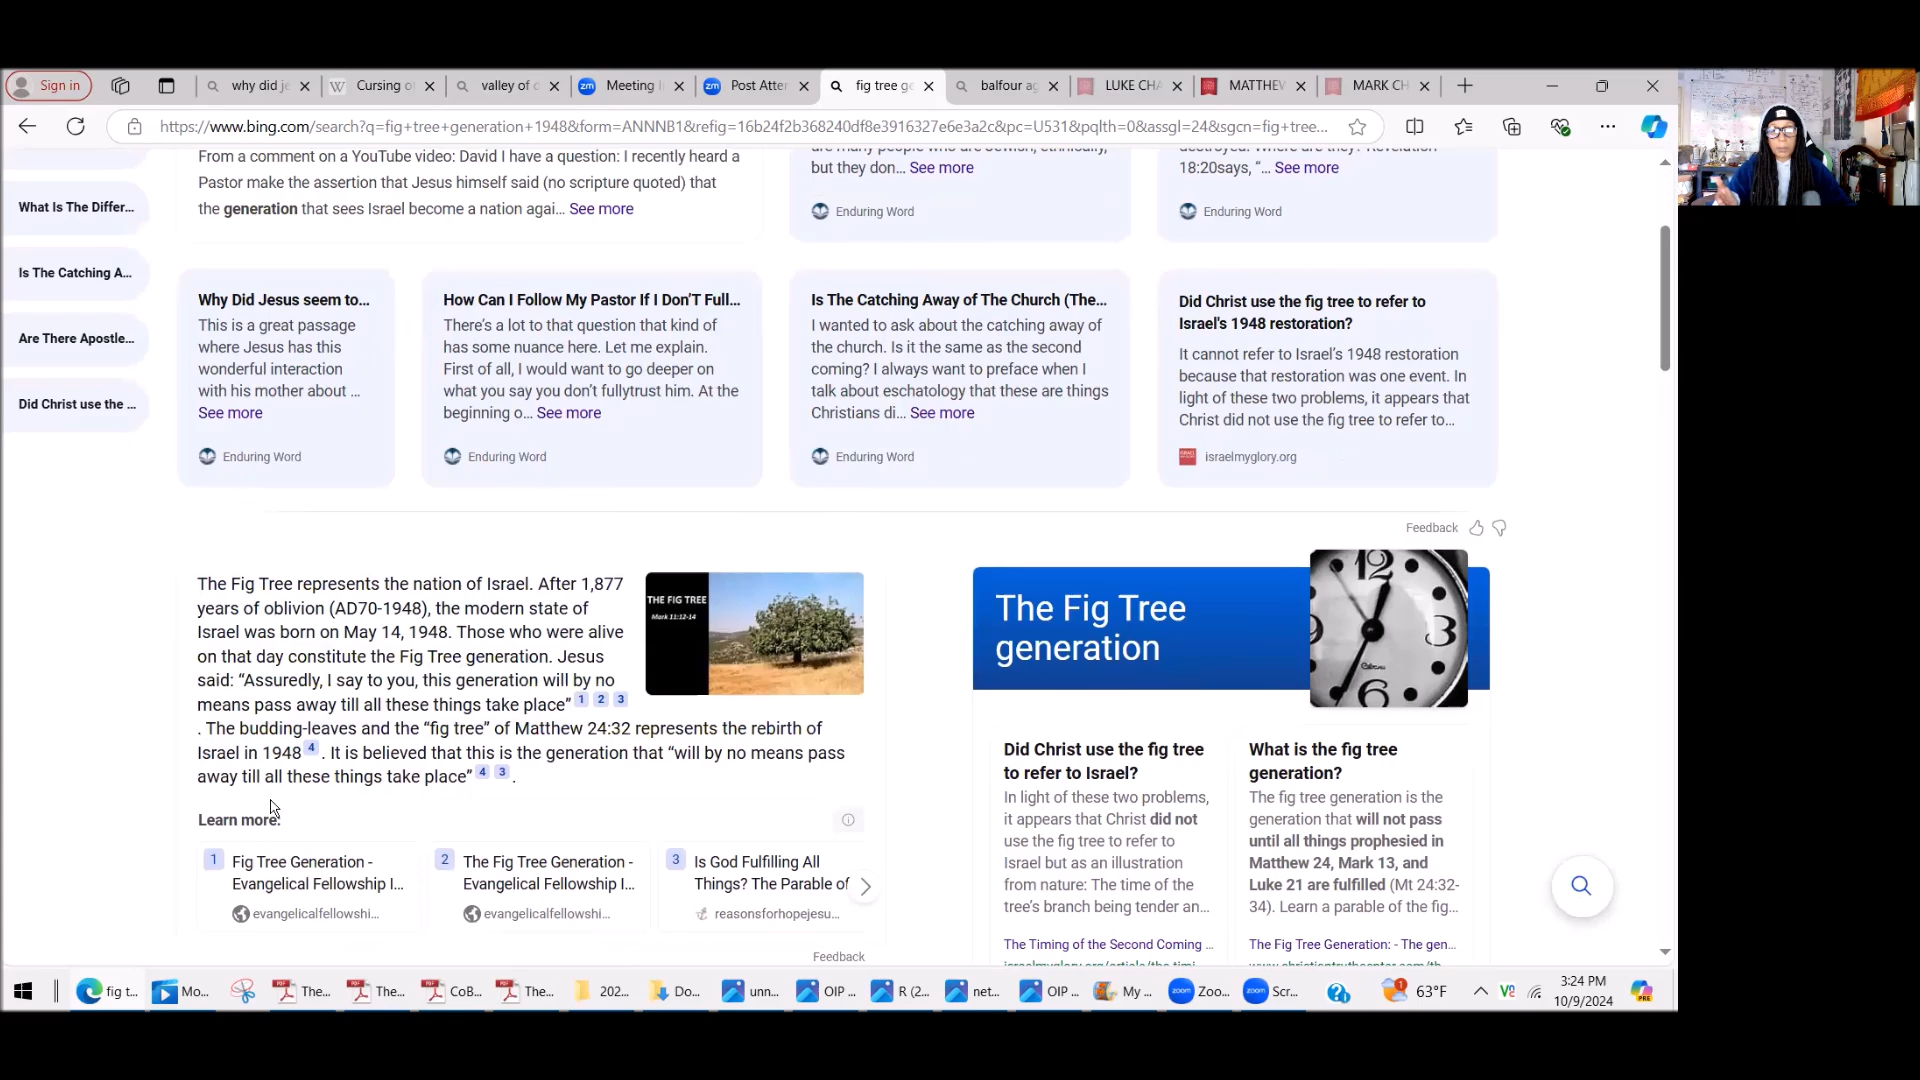 Sign in
why did je
Cursing o
valley of d
Meeting I
Post Atter
fig tree ge
balfour ag
LUKE CHA
MATTHEW
MARK CH
https://www.bing.com/search?q=fig+tree+generation+1948&form=ANNNB1&refig=16b24f2b368240df8e3916327e6e3a2c&pc=U531&pqlth=0&assgl=24&sgcn=fig+tree...
What Is The Differ...
Is The Catching A...
Are There Apostle...
Did Christ use the ...
From a comment on a YouTube video: David I have a question: I recently heard a
Pastor make the assertion that Jesus himself said (no scripture quoted) that
the generation that sees Israel become a nation agai... See more
are many people who are Jewish, ethnically,
but they don... See more
Enduring Word
destroyed. Where are they? Revelation
18:20says, “... See more
Enduring Word
Why Did Jesus seem to...
This is a great passage
where Jesus has this
wonderful interaction
with his mother about ...
See more
Enduring Word
How Can I Follow My Pastor If I Don’T Full...
There’s a lot to that question that kind of
has some nuance here. Let me explain.
First of all, I would want to go deeper on
what you say you don’t fullytrust him. At the
beginning o... See more
Enduring Word
Is The Catching Away of The Church (The...
I wanted to ask about the catching away of
the church. Is it the same as the second
coming? I always want to preface when I
talk about eschatology that these are things
Christians di... See more
Enduring Word
Did Christ use the fig tree to refer to
Israel's 1948 restoration?
It cannot refer to Israel’s 1948 restoration
because that restoration was one event. In
light of these two problems, it appears that
Christ did not use the fig tree to refer to...
israelmyglory.org
Feedback
The Fig Tree represents the nation of Israel. After 1,877
years of oblivion (AD70-1948), the modern state of
Israel was born on May 14, 1948. Those who were alive
on that day constitute the Fig Tree generation. Jesus
said: “Assuredly, I say to you, this generation will by no
means pass away till all these things take place” 1 2 3
. The budding-leaves and the “fig tree” of Matthew 24:32 represents the rebirth of
Israel in 1948 4 . It is believed that this is the generation that “will by no means pass
away till all these things take place” 4 3 .
THE FIG TREE
Mark 11:12-14
Learn more:
1 Fig Tree Generation -
Evangelical Fellowship I...
evangelicalfellowshi...
2 The Fig Tree Generation -
Evangelical Fellowship I...
evangelicalfellowshi...
3 Is God Fulfilling All
Things? The Parable of
reasonsforhopejesu...
Feedback
The Fig Tree
generation
12
3
6
9
Did Christ use the fig tree
to refer to Israel?
In light of these two problems,
it appears that Christ did not
use the fig tree to refer to
Israel but as an illustration
from nature: The time of the
tree’s branch being tender an...
The Timing of the Second Coming ...
What is the fig tree
generation?
The fig tree generation is the
generation that will not pass
until all things prophesied in
Matthew 24, Mark 13, and
Luke 21 are fulfilled (Mt 24:32-
34). Learn a parable of the fig...
The Fig Tree Generation: - The gen...
fig t...
Mo...
The...
The...
CoB...
The...
202...
Do...
unn...
OIP ...
R (2...
net...
OIP ...
My ...
Zoo...
Scr...
63°F
3:24 PM
10/9/2024